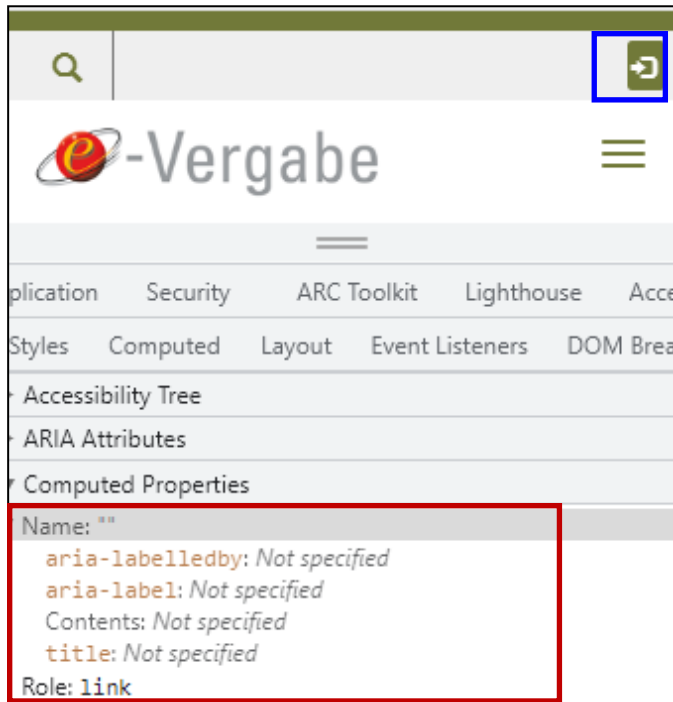 e-Vergabe
plication Security ARC Toolkit Lighthouse Acce
Styles Computed Layout Event Listeners DOM Brea
Accessibility Tree
ARIA Attributes
Computed Properties
Name: ""
aria-labelledby: Not specified
aria-label: Not specified
Contents: Not specified
title: Not specified
Role: link